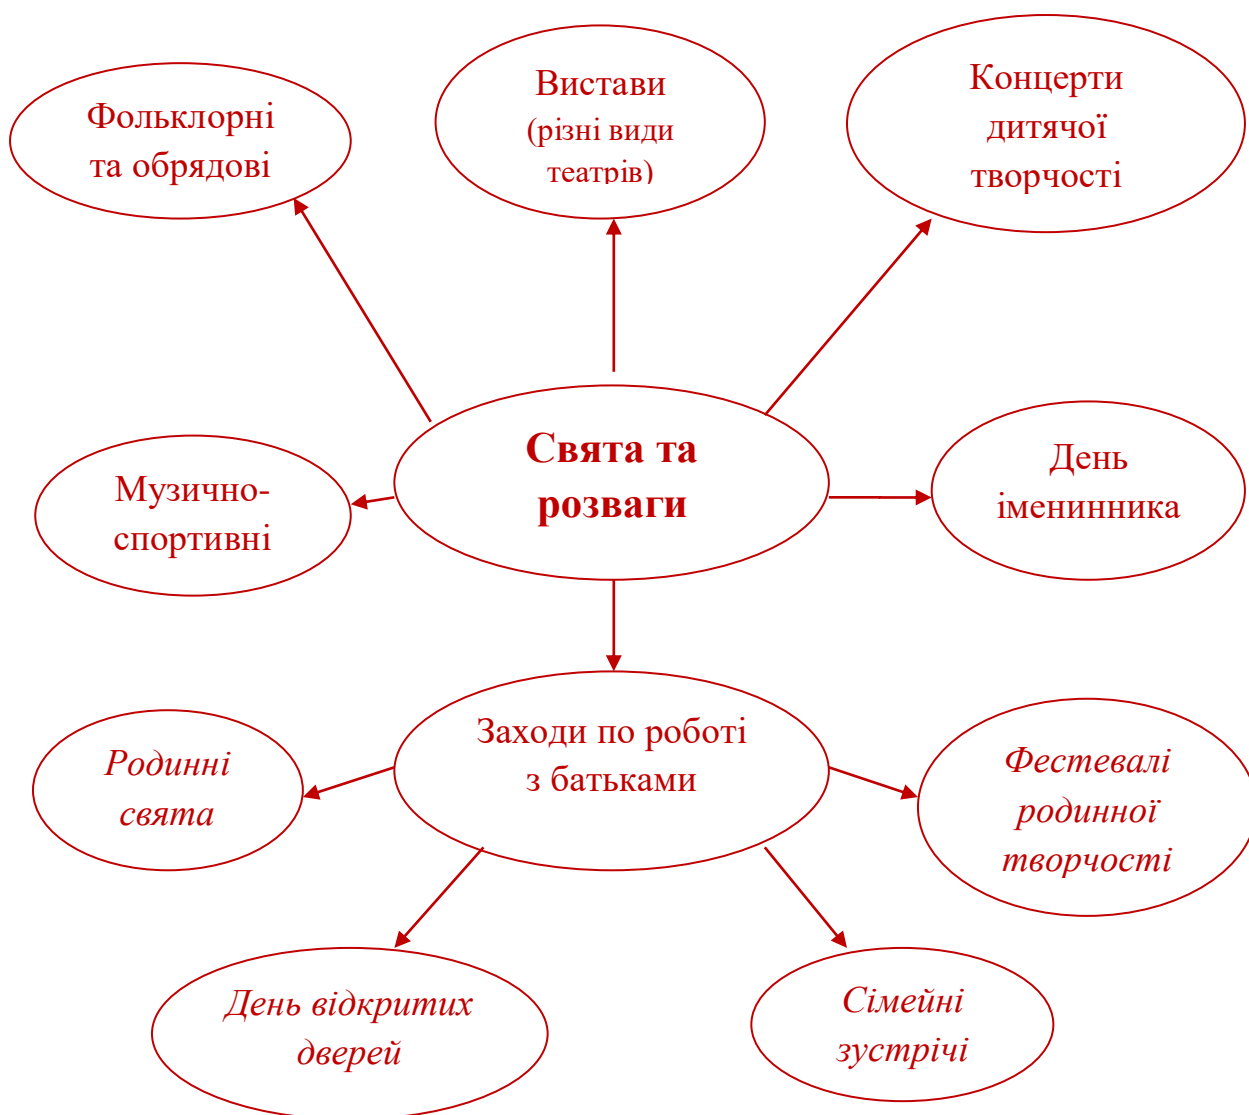 Фольклорні
та обрядові
Вистави
(різні види
театрів)
Концерти
дитячої
творчості
Свята та
розваги
Музично-
спортивні
День
іменинника
Заходи по роботі
з батьками
Родинні
свята
Фестевалі
родинної
творчості
День відкритих
дверей
Сімейні
зустрічі